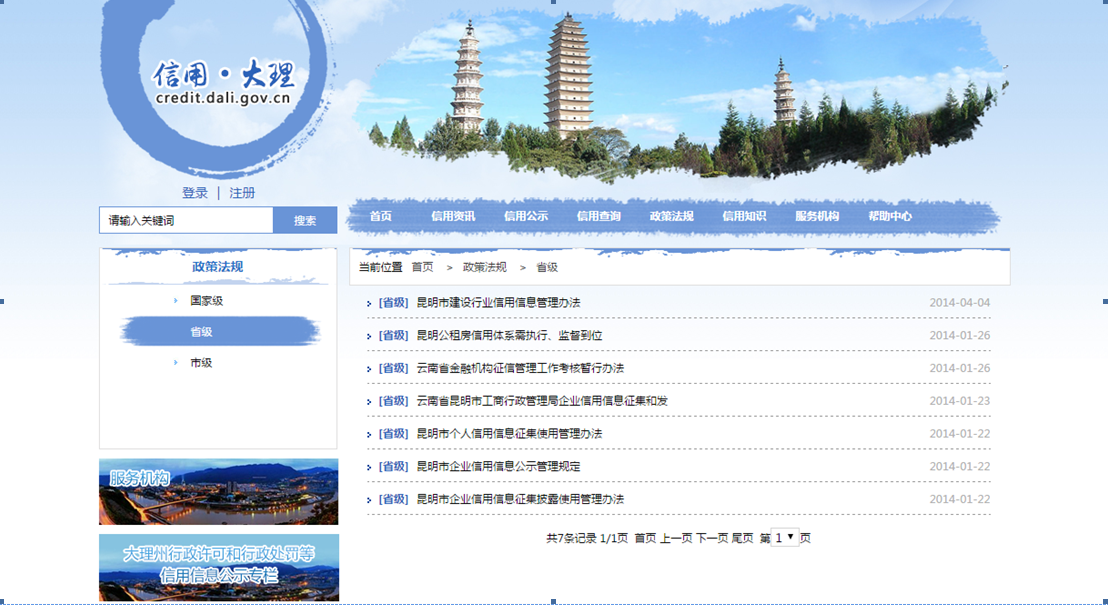 信用·大理
credit.dali.gov.cn
登录 | 注册
请输入关键词 搜索
首页 信用资讯 信用公示 信用查询 政策法规 信用知识 服务机构 帮助中心
政策法规
国家级
省级
市级
服务机构
大理州行政许可和行政处罚等
信用信息公示专栏
当前位置 首页 > 政策法规 > 省级
[省级] 昆明市建设行业信用信息管理办法 2014-04-04
[省级] 昆明公租房信用体系需执行、监督到位 2014-01-26
[省级] 云南省金融机构征信管理工作考核暂行办法 2014-01-26
[省级] 云南省昆明市工商行政管理局企业信用信息征集和发 2014-01-23
[省级] 昆明市个人信用信息征集使用管理办法 2014-01-22
[省级] 昆明市企业信用信息公示管理规定 2014-01-22
[省级] 昆明市企业信用信息征集披露使用管理办法 2014-01-22
共7条记录 1/1页 首页 上一页 下一页 尾页 第 1 页